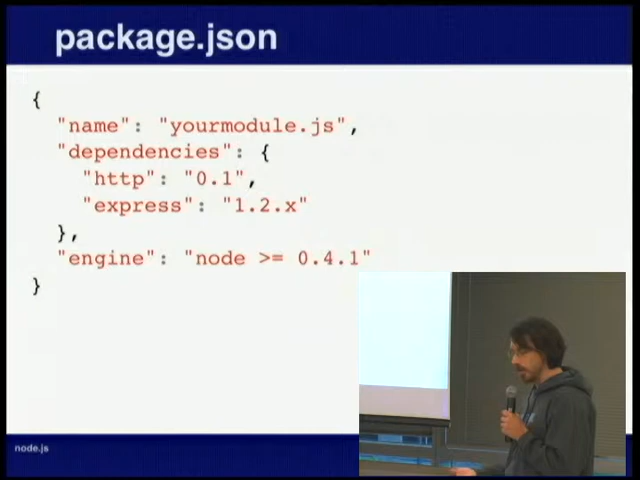 package.json
{
"name": "yourmodule.js",
"dependencies": {
"http": "0.1",
"express": "1.2.x"
},
"engine": "node >= 0.4.1"
}
node.js